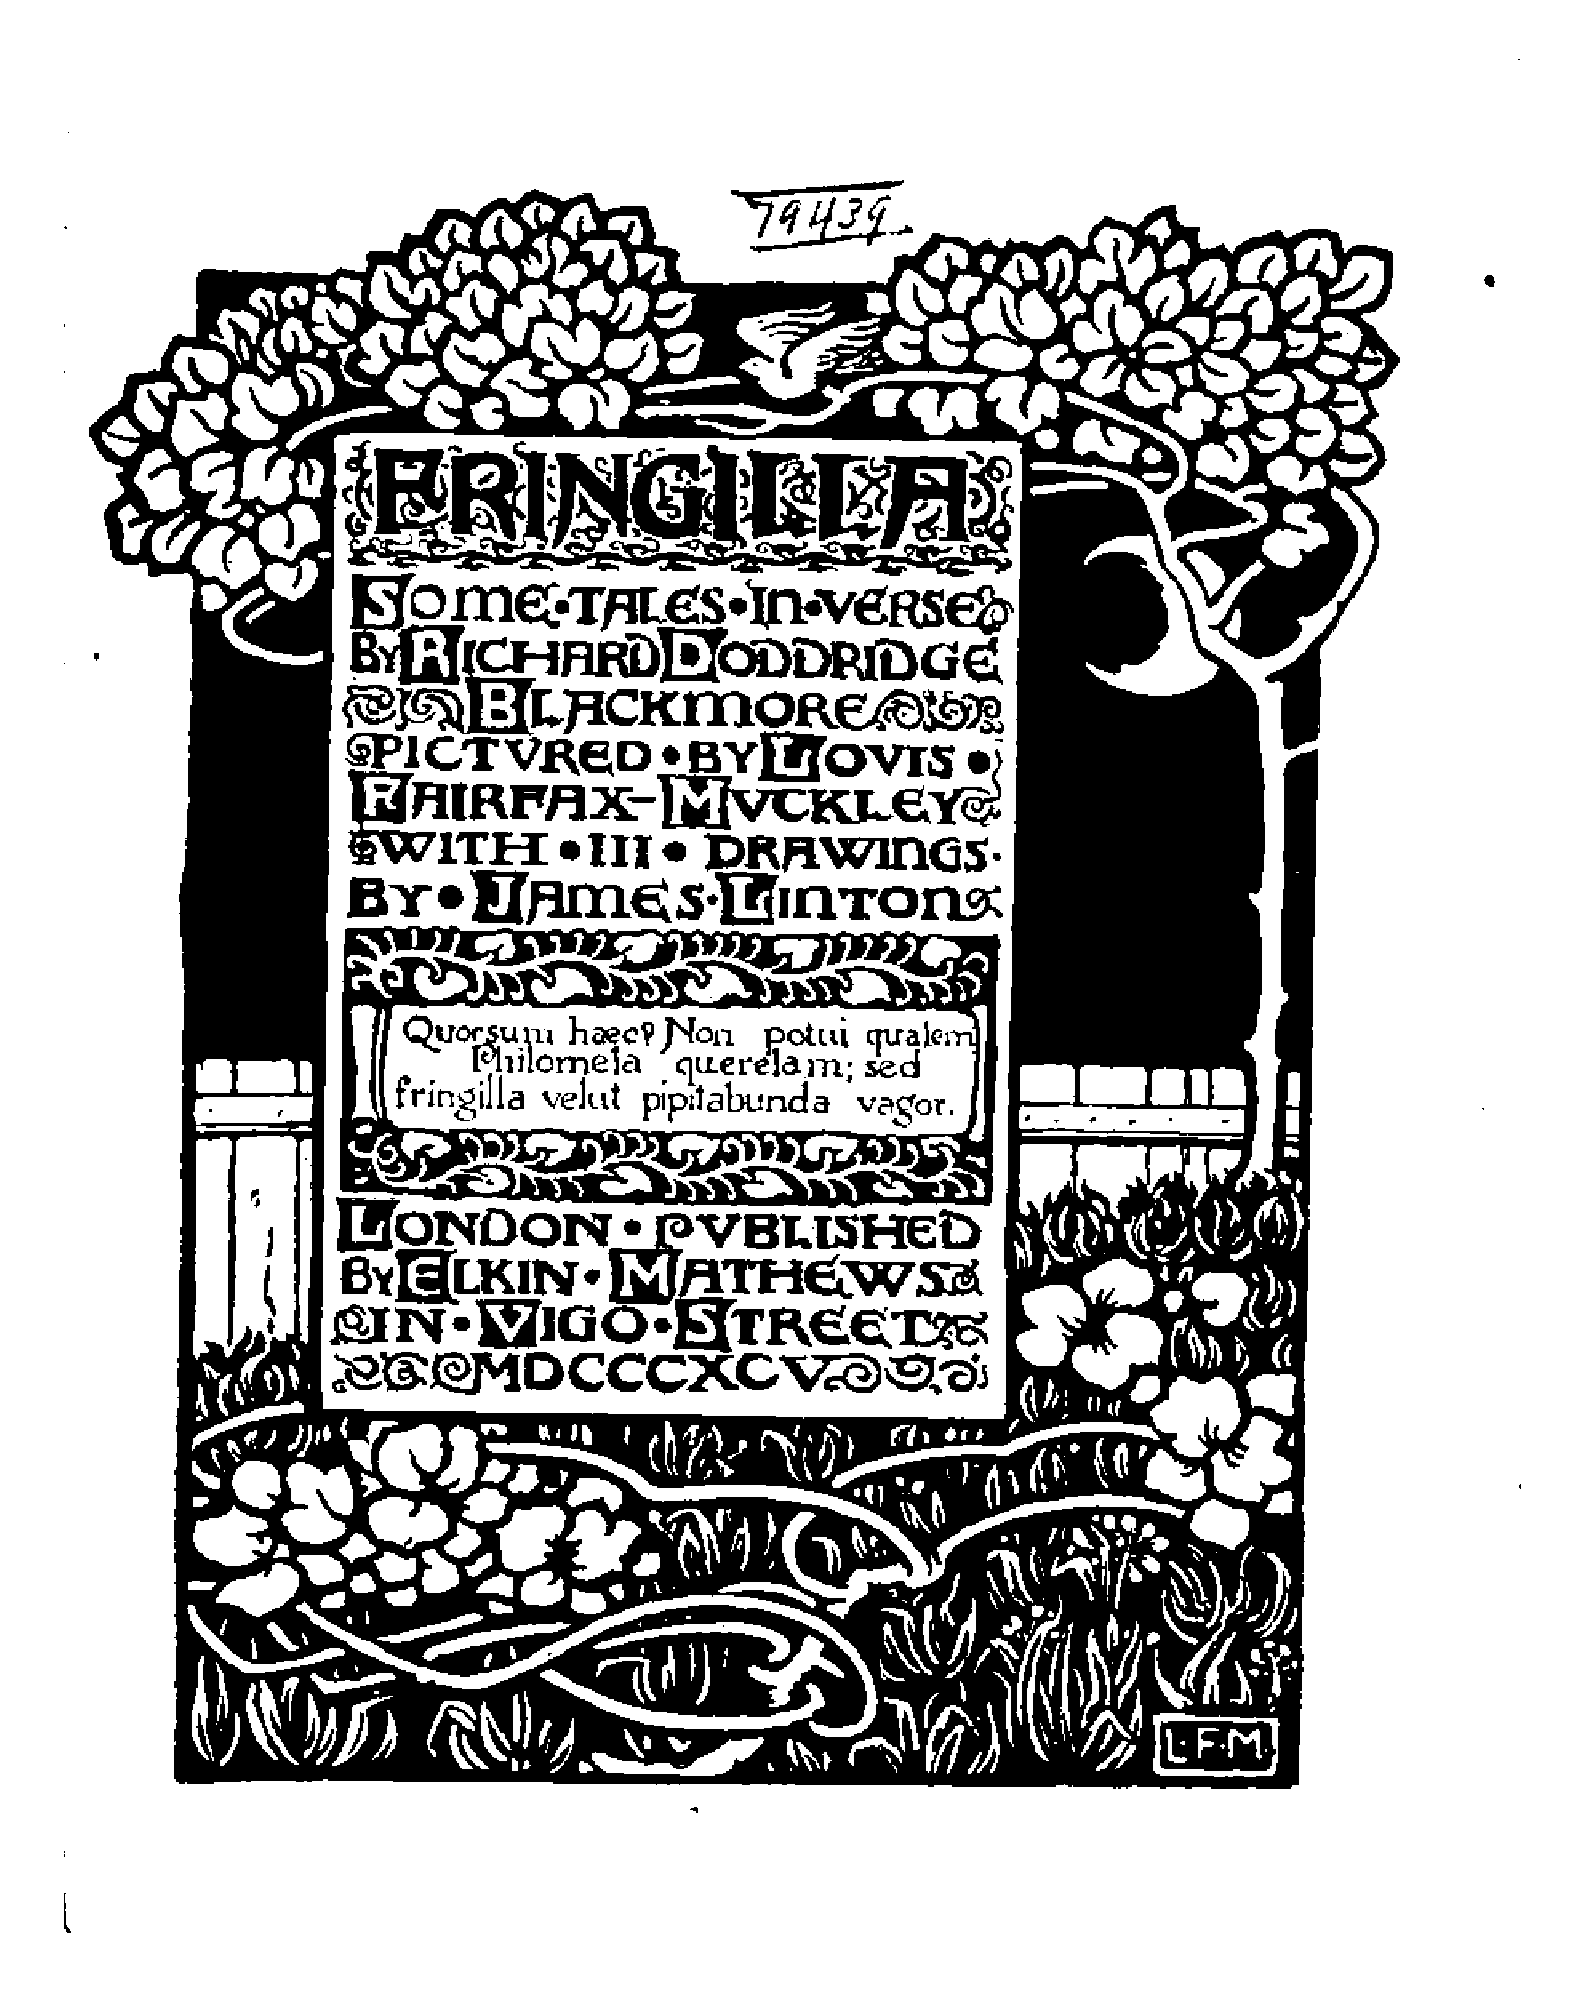 79439
FRINGILLA
SOME·TALES·IN·VERSE
BY RICHARD DODDRIDGE
BLACKMORE
PICTVRED·BY LOVIS·
FAIRFAX-MVCKLEY
WITH·III·DRAWINGS·
BY·JAMES·LINTON
Quorsum haec? Non potui qualem
Philomela querelam; sed
fringilla velut pipitabunda vagor.
LONDON·PVBLISHED
BY ELKIN·MATHEWS
IN·VIGO·STREET
MDCCCXCV
L·F·M